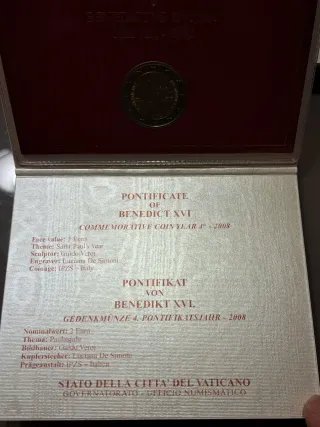 PONTIFICATE
OF
BENEDICT XVI
COMMEMORATIVE COIN YEAR 4° - 2008
Face value: 2 Euro
Theme: Saint Paul's Year
Sculptor: Guido Veroi
Engraver: Luciana De Simoni
Coinage: IPZS - Italy
PONTIFIKAT
VON
BENEDIKT XVI.
GEDENKMÜNZE 4. PONTIFIKATSJAHR - 2008
Nominalwert: 2 Euro
Thema: Paulusjahr
Bildhauer: Guido Veroi
Kupferstecher: Luciana De Simoni
Prägeanstalt: IPZS - Italien
STATO DELLA CITTA' DEL VATICANO
GOVERNATORATO - UFFICIO NUMISMATICO